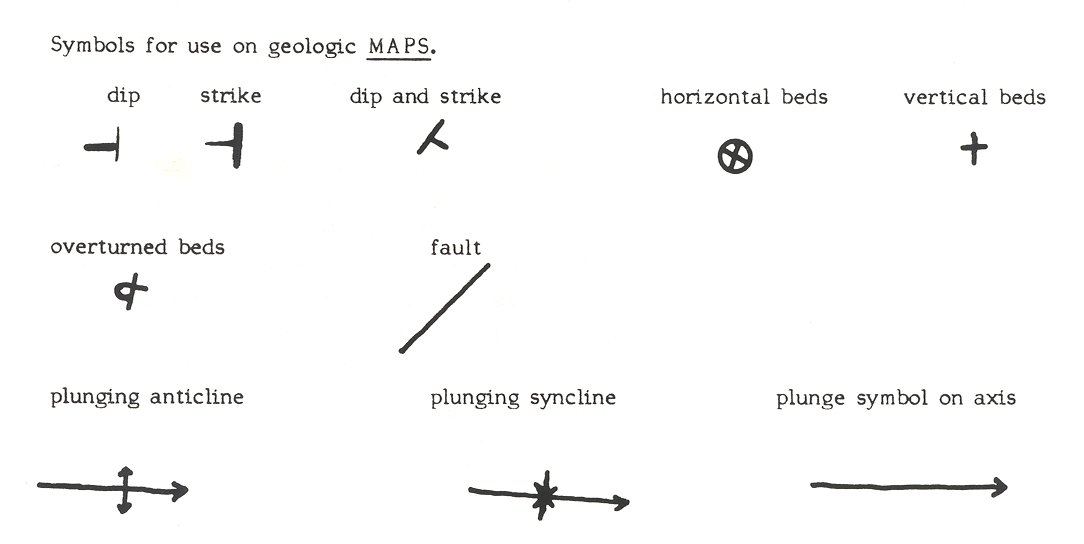 Symbols for use on geologic MAPS.
dip strike dip and strike horizontal beds vertical beds
overturned beds fault
plunging anticline plunging syncline plunge symbol on axis